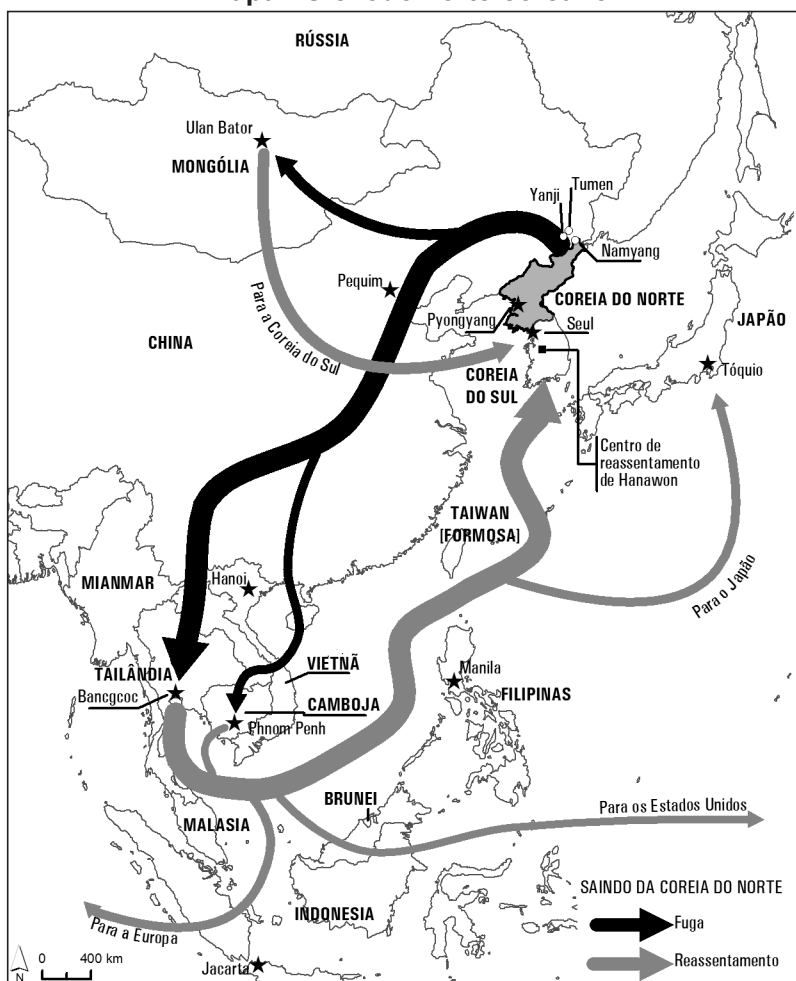 RÚSSIA
Ulan Bator
MONGÓLIA
Tumen
Yanji
Namyang
Pequim
COREIA DO NORTE
Pyongyang
Seul
JAPÃO
CHINA
Para a Coreia do Sul
COREIA
DO SUL
Tóquio
Centro de
reassentamento
de Hanawon
TAIWAN
[FORMOSA]
MIANMAR
Hanoi
Para o Japão
TAILÂNDIA
VIETNÃ
Bancgcoc
CAMBOJA
Phnom Penh
Manila
FILIPINAS
BRUNEI
Para os Estados Unidos
MALASIA
SAINDO DA COREIA DO NORTE
INDONESIA
Fuga
Para a Europa
Reassentamento
N
0 400 km
Jacarta